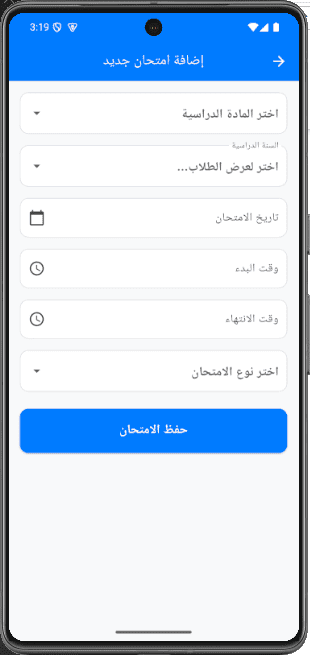 3:19
إضافة امتحان جديد
اختر المادة الدراسية
السنة الدراسية
اختر لعرض الطلاب...
تاريخ الامتحان
وقت البدء
وقت الانتهاء
اختر نوع الامتحان
حفظ الامتحان